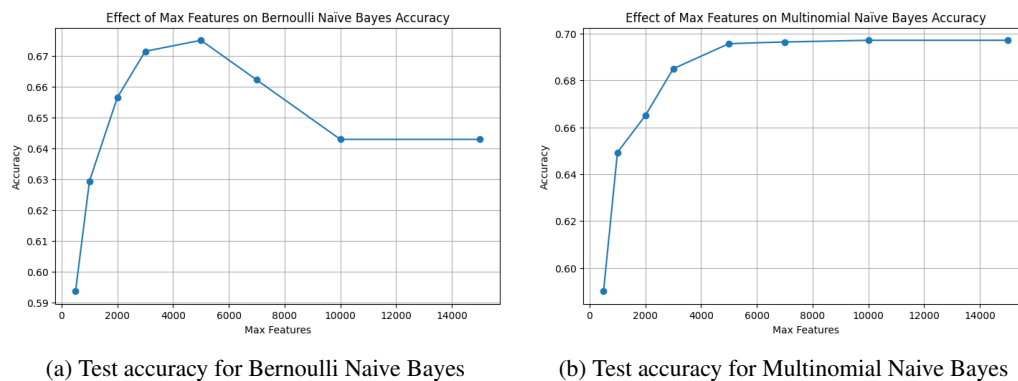 Effect of Max Features on Bernoulli Naïve Bayes Accuracy
0.67
0.66
0.65
0.64
0.63
0.62
0.61
0.60
0.59
Accuracy
0 2000 4000 6000 8000 10000 12000 14000
Max Features
(a) Test accuracy for Bernoulli Naive Bayes
Effect of Max Features on Multinomial Naïve Bayes Accuracy
0.70
0.68
0.66
0.64
0.62
0.60
Accuracy
0 2000 4000 6000 8000 10000 12000 14000
Max Features
(b) Test accuracy for Multinomial Naive Bayes